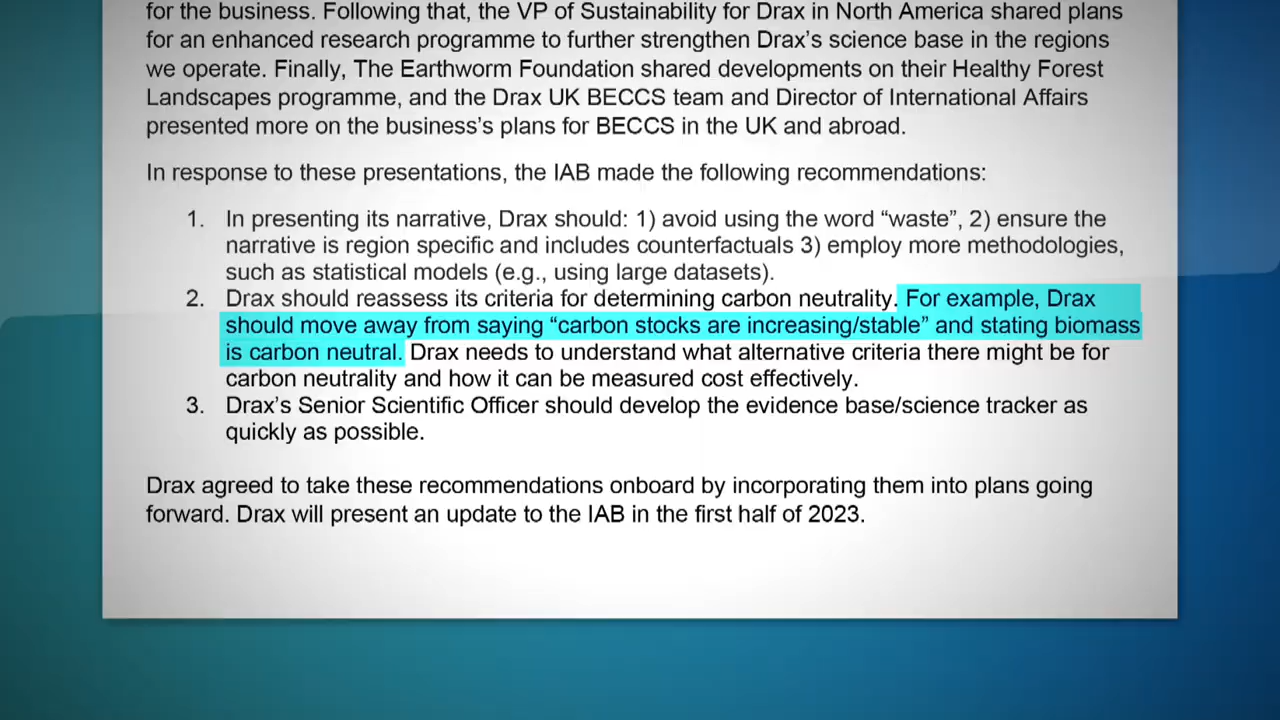 for the business. Following that, the VP of Sustainability for Drax in North America shared plans
for an enhanced research programme to further strengthen Drax’s science base in the regions
we operate. Finally, The Earthworm Foundation shared developments on their Healthy Forest
Landscapes programme, and the Drax UK BECCS team and Director of International Affairs
presented more on the business’s plans for BECCS in the UK and abroad.
In response to these presentations, the IAB made the following recommendations:
1. In presenting its narrative, Drax should: 1) avoid using the word “waste”, 2) ensure the
narrative is region specific and includes counterfactuals 3) employ more methodologies,
such as statistical models (e.g., using large datasets).
2. Drax should reassess its criteria for determining carbon neutrality. For example, Drax
should move away from saying “carbon stocks are increasing/stable” and stating biomass
is carbon neutral. Drax needs to understand what alternative criteria there might be for
carbon neutrality and how it can be measured cost effectively.
3. Drax’s Senior Scientific Officer should develop the evidence base/science tracker as
quickly as possible.
Drax agreed to take these recommendations onboard by incorporating them into plans going
forward. Drax will present an update to the IAB in the first half of 2023.